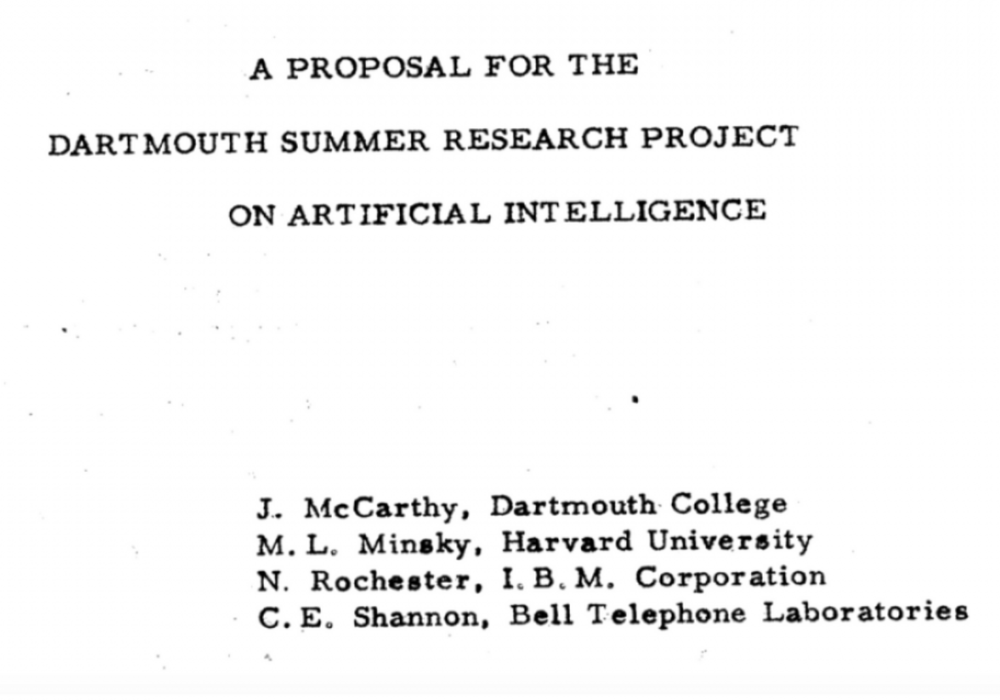 A PROPOSAL FOR THE
DARTMOUTH SUMMER RESEARCH PROJECT
ON ARTIFICIAL INTELLIGENCE
J. McCarthy, Dartmouth College
M. L. Minsky, Harvard University
N. Rochester, I. B. M. Corporation
C. E. Shannon, Bell Telephone Laboratories